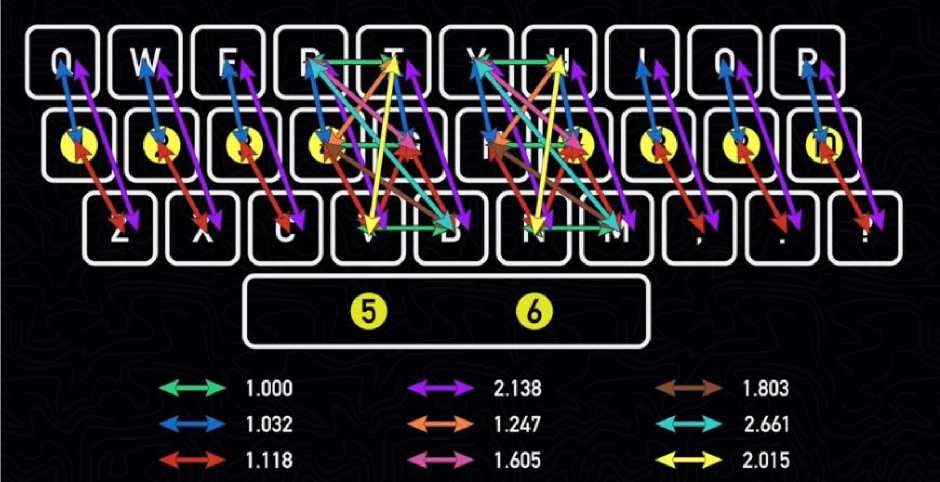 Q W E R T Y U I O P
Z X C V B N M , .
5 6
1.000 2.138 1.803
1.032 1.247 2.661
1.118 1.605 2.015